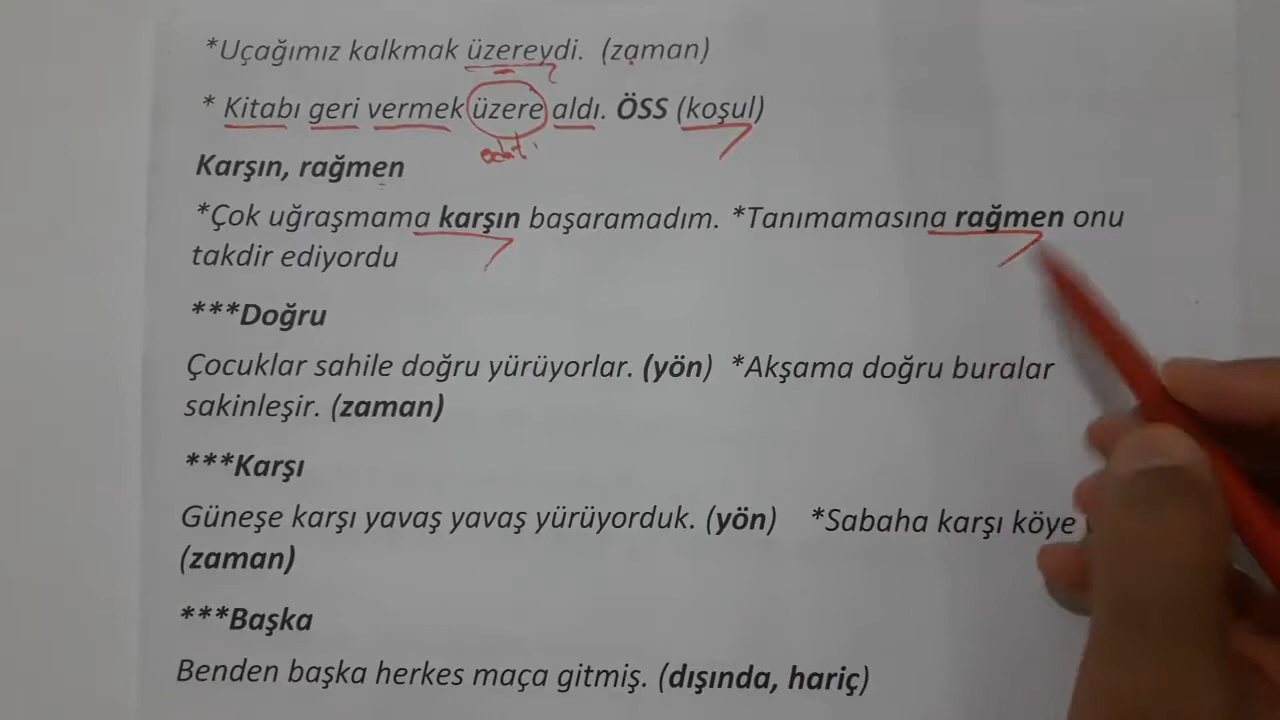 *Uçağımız kalkmak üzereydi. (zaman)
* Kitabı geri vermek üzere aldı. ÖSS (koşul)
Karşın, rağmen
*Çok uğraşmama karşın başaramadım. *Tanımamasına rağmen onu
takdir ediyordu
***Doğru
Çocuklar sahile doğru yürüyorlar. (yön) *Akşama doğru buralar
sakinleşir. (zaman)
***Karşı
Güneşe karşı yavaş yavaş yürüyorduk. (yön) *Sabaha karşı köye
(zaman)
***Başka
Benden başka herkes maça gitmiş. (dışında, hariç)